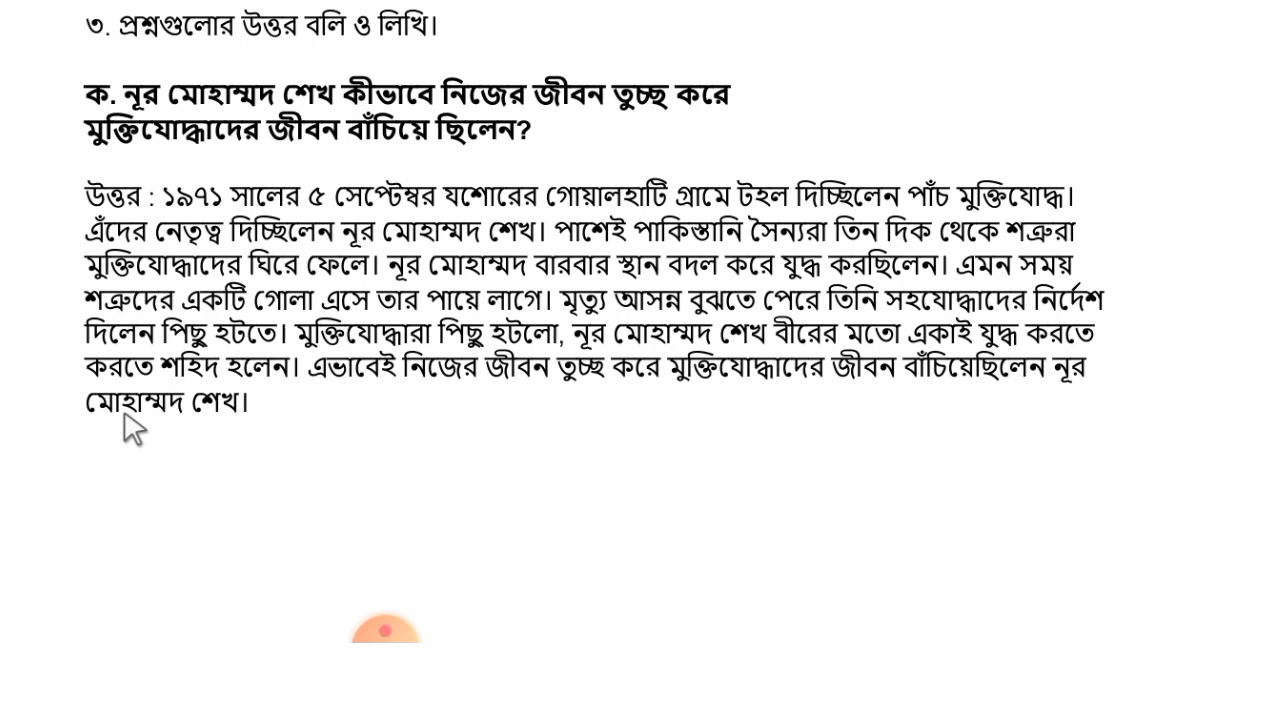 ৩. প্রশ্নগুলোর উত্তর বলি ও লিখি।
ক. নূর মোহাম্মদ শেখ কীভাবে নিজের জীবন তুচ্ছ করে
মুক্তিযোদ্ধাদের জীবন বাঁচিয়ে ছিলেন?
উত্তর : ১৯৭১ সালের ৫ সেপ্টেম্বর যশোরের গোয়ালহাটি গ্রামে টহল দিচ্ছিলেন পাঁচ মুক্তিযোদ্ধ।
এঁদের নেতৃত্ব দিচ্ছিলেন নূর মোহাম্মদ শেখ। পাশেই পাকিস্তানি সৈন্যরা তিন দিক থেকে শত্রুরা
মুক্তিযোদ্ধাদের ঘিরে ফেলে। নূর মোহাম্মদ বারবার স্থান বদল করে যুদ্ধ করছিলেন। এমন সময়
শত্রুদের একটি গোলা এসে তার পায়ে লাগে। মৃত্যু আসন্ন বুঝতে পেরে তিনি সহযোদ্ধাদের নির্দেশ
দিলেন পিছু হটতে। মুক্তিযোদ্ধারা পিছু হটলো, নূর মোহাম্মদ শেখ বীরের মতো একাই যুদ্ধ করতে
করতে শহিদ হলেন। এভাবেই নিজের জীবন তুচ্ছ করে মুক্তিযোদ্ধাদের জীবন বাঁচিয়েছিলেন নূর
মোহাম্মদ শেখ।